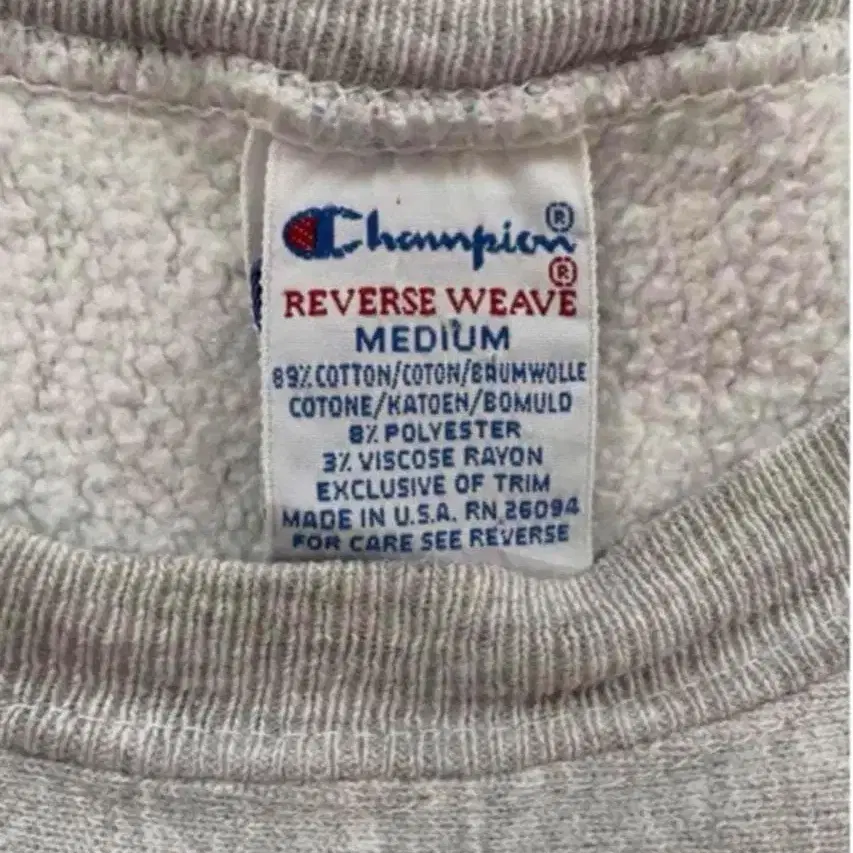 Champion®
®
REVERSE WEAVE
MEDIUM
89% COTTON/COTON/BAUMWOLLE
COTONE/KATOEN/BOMULD
8% POLYESTER
3% VISCOSE RAYON
EXCLUSIVE OF TRIM
MADE IN U.S.A. RN 26094
FOR CARE SEE REVERSE